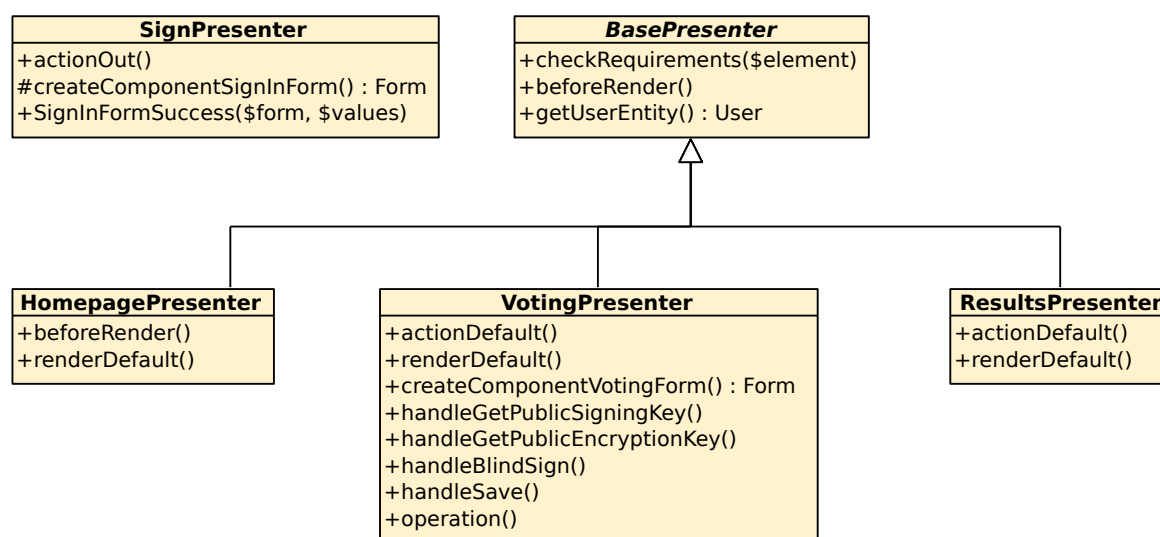 SignPresenter
+actionOut()
#createComponentSignInForm() : Form
+SignInFormSuccess($form, $values)
BasePresenter
+checkRequirements($element)
+beforeRender()
+getUserEntity() : User
HomepagePresenter
+beforeRender()
+renderDefault()
VotingPresenter
+actionDefault()
+renderDefault()
+createComponentVotingForm() : Form
+handleGetPublicSigningKey()
+handleGetPublicEncryptionKey()
+handleBlindSign()
+handleSave()
+operation()
ResultsPresenter
+actionDefault()
+renderDefault()